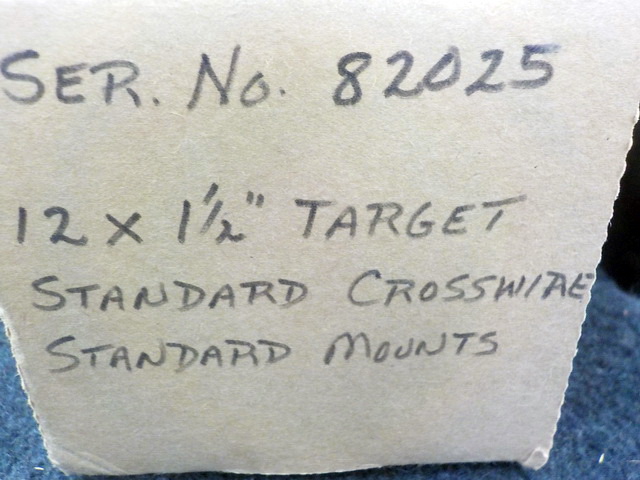 SER. No. 82025
12 x 1½" TARGET
STANDARD CROSSWIRE
STANDARD MOUNTS